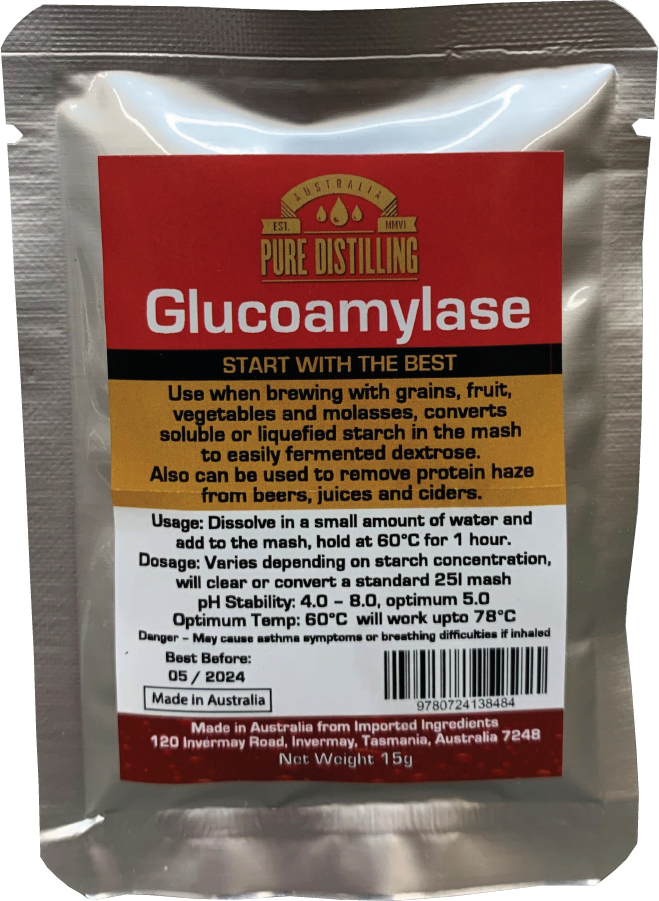 AUSTRALIA
EST. MMVI
PURE DISTILLING
Glucoamylase
START WITH THE BEST
Use when brewing with grains, fruit,
vegetables and molasses, converts
soluble or liquefied starch in the mash
to easily fermented dextrose.
Also can be used to remove protein haze
from beers, juices and ciders.
Usage: Dissolve in a small amount of water and
add to the mash, hold at 60°C for 1 hour.
Dosage: Varies depending on starch concentration,
will clear or convert a standard 25l mash
pH Stability: 4.0 – 8.0, optimum 5.0
Optimum Temp: 60°C will work upto 78°C
Danger – May cause asthma symptoms or breathing difficulties if inhaled
Best Before:
05 / 2024
Made in Australia
9780724138484
Made in Australia from Imported Ingredients
120 Invermay Road, Invermay, Tasmania, Australia 7248
Net Weight 15g